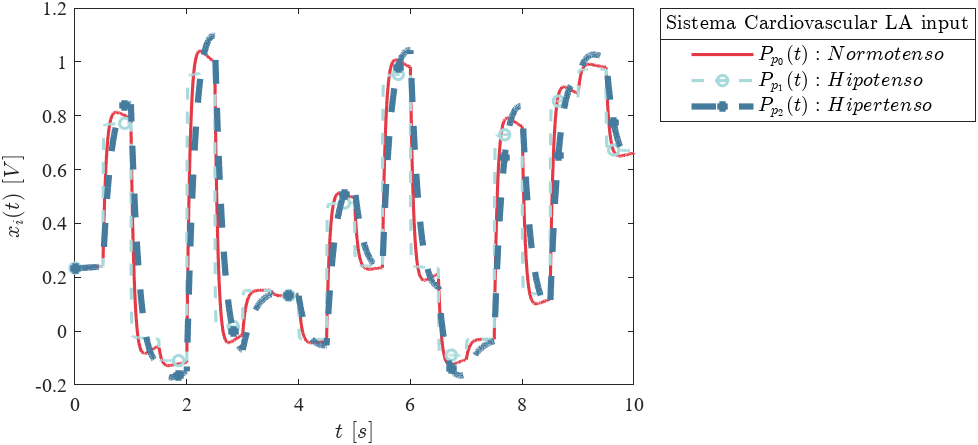 Sistema Cardiovascular LA input
P_{p_0}(t) : Normotenso
P_{p_1}(t) : Hipotenso
P_{p_2}(t) : Hipertenso
1.2
1
0.8
0.6
0.4
0.2
0
-0.2
x_i(t) [V]
0 2 4 6 8 10
t [s]